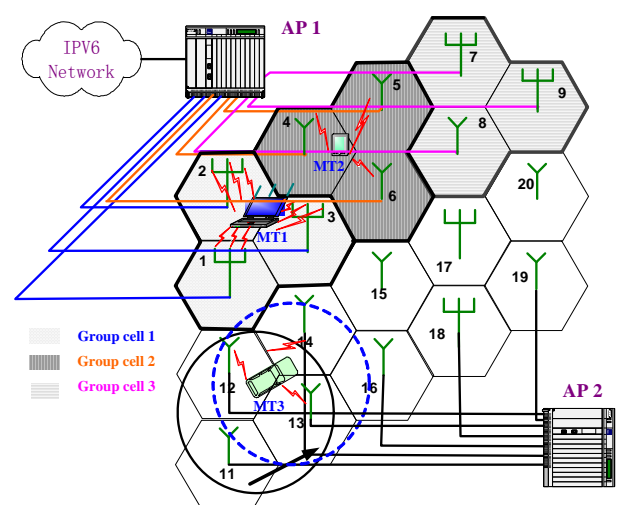 AP 1
IPV6
Network
7
5
9
4
8
MT2
2
6
20
3
MT1
1
17
19
15
18
Group cell 1
14
Group cell 2
12
16
Group cell 3
AP 2
MT3
13
11